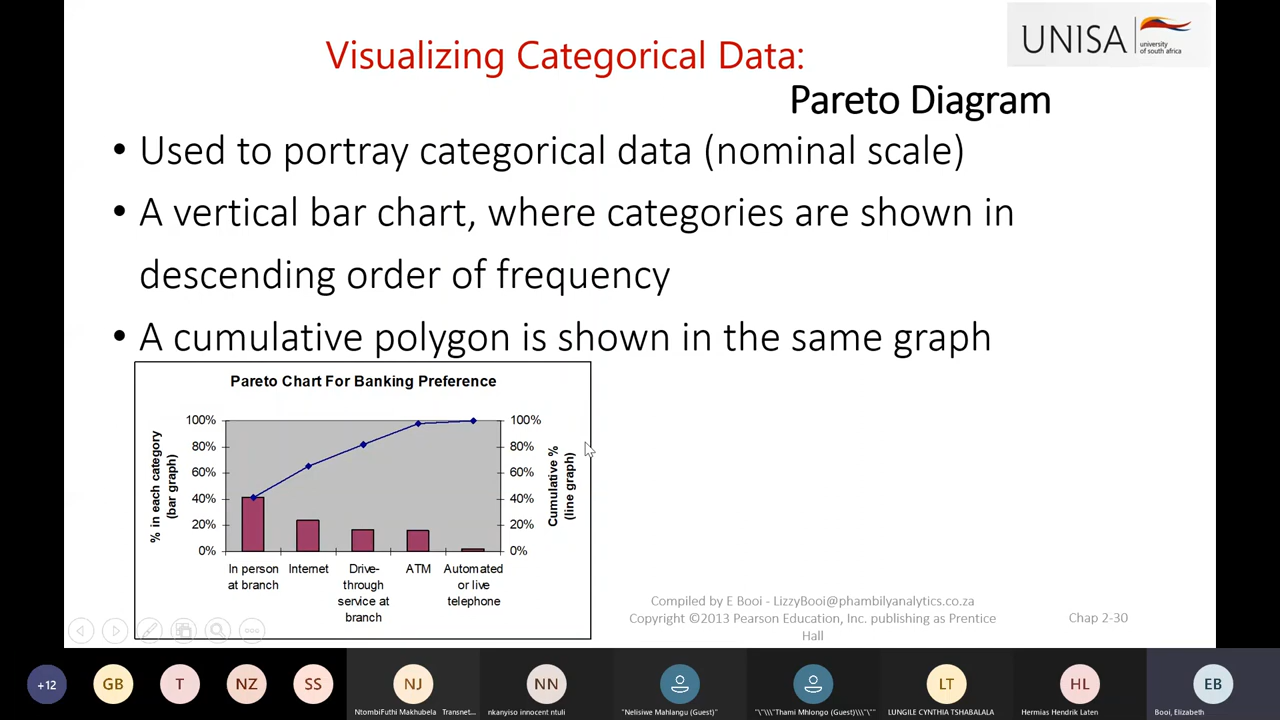 Visualizing Categorical Data:
UNISA
university
of south africa
Pareto Diagram
• Used to portray categorical data (nominal scale)
• A vertical bar chart, where categories are shown in
descending order of frequency
• A cumulative polygon is shown in the same graph
Pareto Chart For Banking Preference
% in each category
(bar graph)
100%
80%
60%
40%
20%
0%
100%
80%
60%
40%
20%
0%
Cumulative %
(line graph)
In person
at branch
Internet
Drive-
through
service at
branch
ATM
Automated
or live
telephone
Compiled by E Booi - LizzyBooi@phambilyanalytics.co.za
Copyright ©2013 Pearson Education, Inc. publishing as Prentice
Hall
Chap 2-30
+12
GB
T
NZ
SS
NJ
NtombiFuthi Makhubela Transnet...
NN
nkanyiso innocent ntuli
"Nelisiwe Mahlangu (Guest)"
"\"\\\"Thami Mhlongo (Guest)\\\"\""
LT
LUNGILE CYNTHIA TSHABALALA
HL
Hermias Hendrik Laten
EB
Booi, Elizabeth